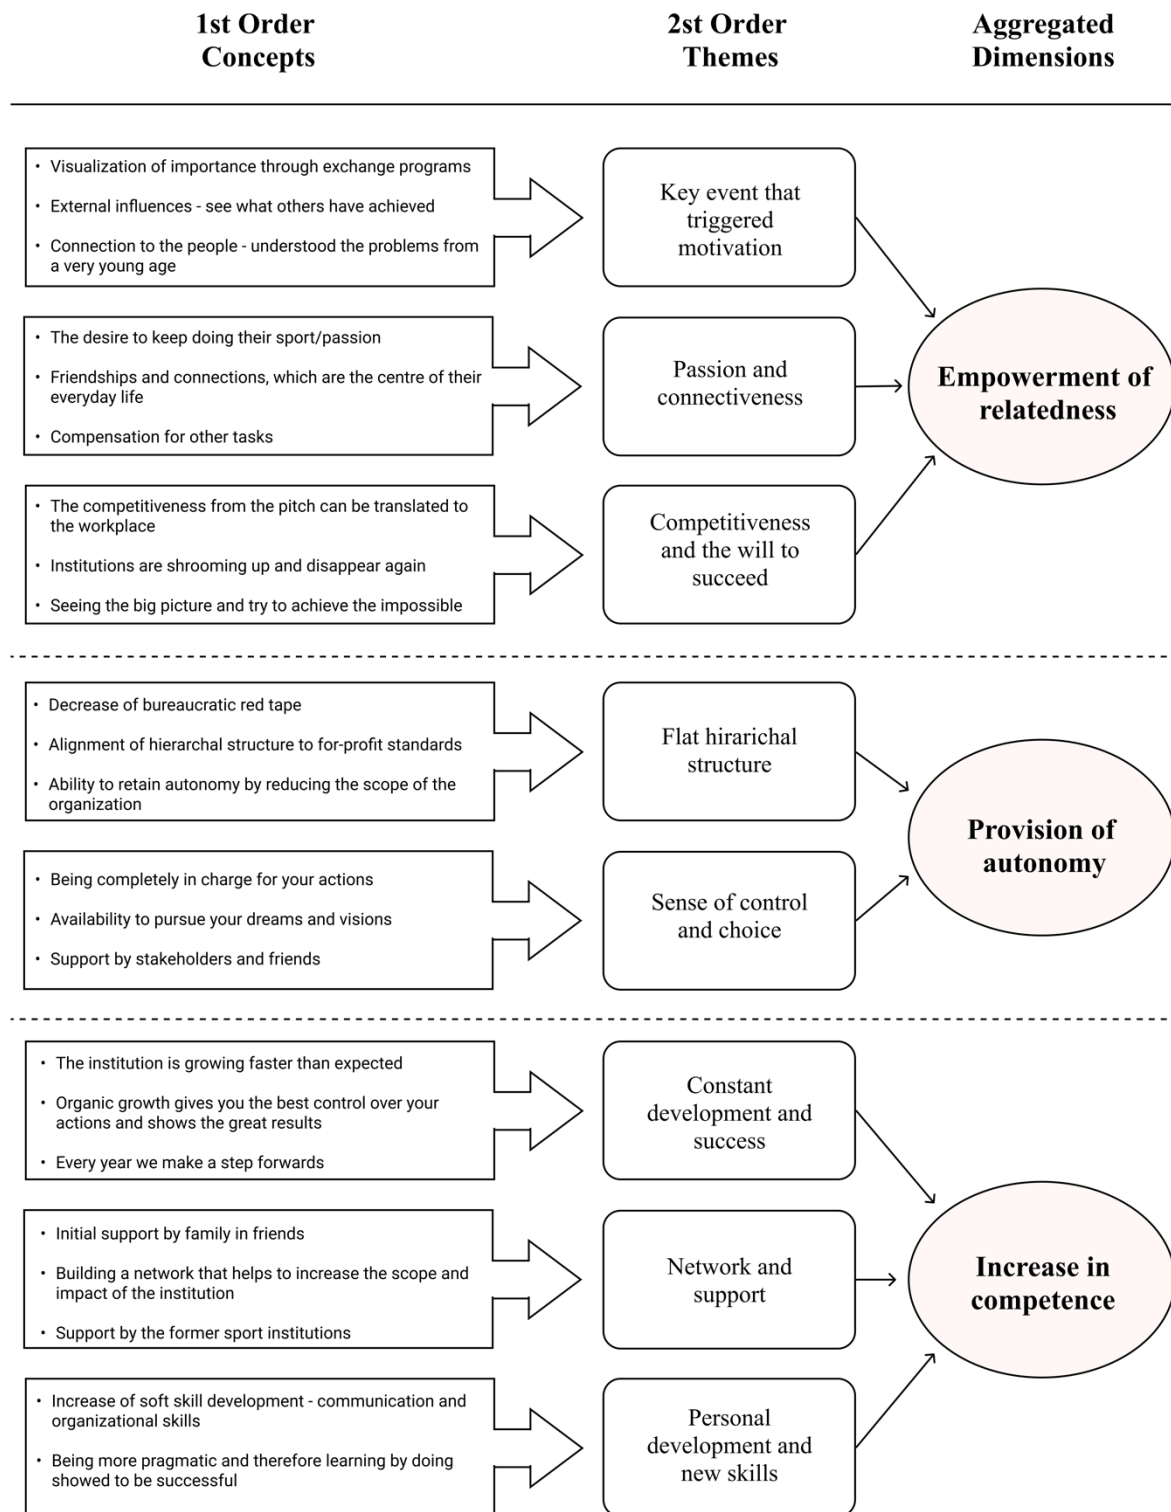 1st Order
Concepts
2st Order
Themes
Aggregated
Dimensions
• Visualization of importance through exchange programs
• External influences - see what others have achieved
• Connection to the people - understood the problems from
a very young age
Key event that
triggered
motivation
• The desire to keep doing their sport/passion
• Friendships and connections, which are the centre of their
everyday life
• Compensation for other tasks
Passion and
connectiveness
• The competitiveness from the pitch can be translated to
the workplace
• Institutions are shrooming up and disappear again
• Seeing the big picture and try to achieve the impossible
Competitiveness
and the will to
succeed
Empowerment of
relatedness
• Decrease of bureaucratic red tape
• Alignment of hierarchal structure to for-profit standards
• Ability to retain autonomy by reducing the scope of the
organization
Flat hirarichal
structure
• Being completely in charge for your actions
• Availability to pursue your dreams and visions
• Support by stakeholders and friends
Sense of control
and choice
Provision of
autonomy
• The institution is growing faster than expected
• Organic growth gives you the best control over your
actions and shows the great results
• Every year we make a step forwards
Constant
development and
success
• Initial support by family in friends
• Building a network that helps to increase the scope and
impact of the institution
• Support by the former sport institutions
Network and
support
• Increase of soft skill development - communication and
organizational skills
• Being more pragmatic and therefore learning by doing
showed to be successful
Personal
development and
new skills
Increase in
competence